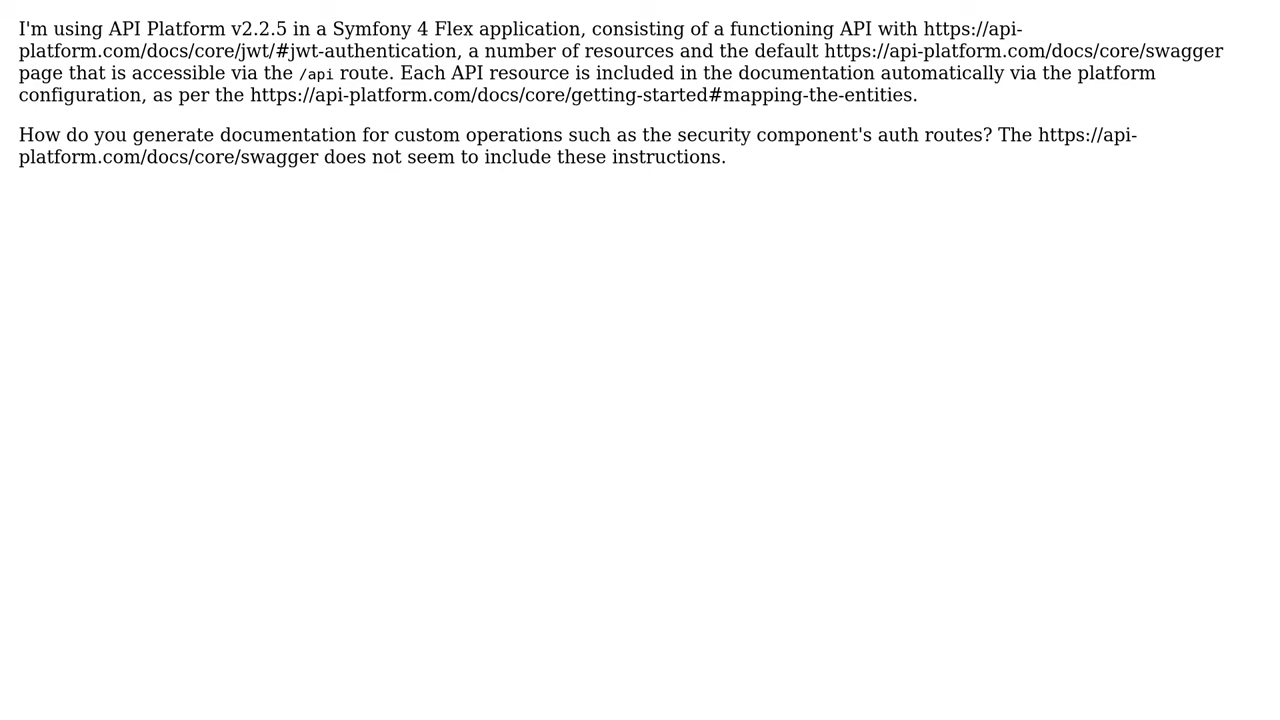 I'm using API Platform v2.2.5 in a Symfony 4 Flex application, consisting of a functioning API with https://api-
platform.com/docs/core/jwt/#jwt-authentication, a number of resources and the default https://api-platform.com/docs/core/swagger
page that is accessible via the /api route. Each API resource is included in the documentation automatically via the platform
configuration, as per the https://api-platform.com/docs/core/getting-started#mapping-the-entities.
How do you generate documentation for custom operations such as the security component's auth routes? The https://api-
platform.com/docs/core/swagger does not seem to include these instructions.